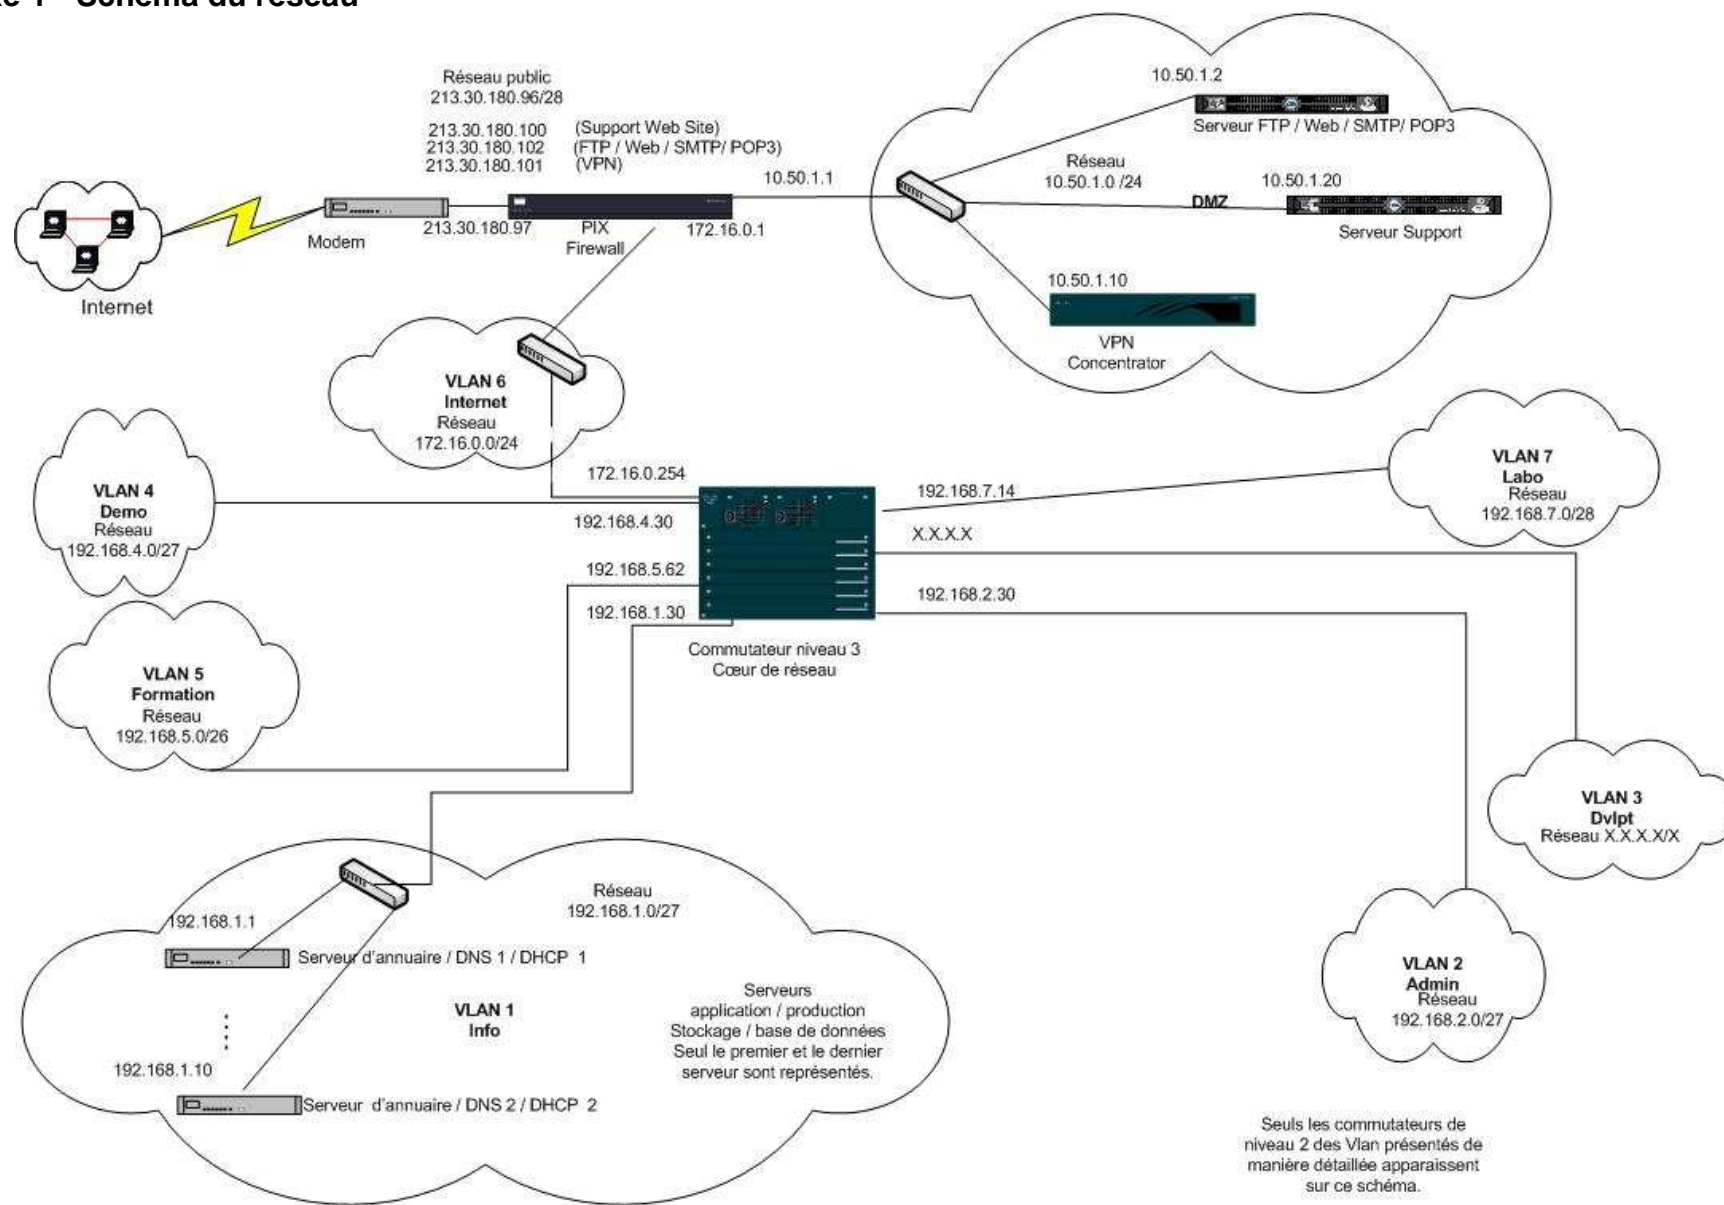 Schéma du réseau
Réseau public
213.30.180.96/28
213.30.180.100 (Support Web Site)
213.30.180.102 (FTP / Web / SMTP/ POP3)
213.30.180.101 (VPN)
10.50.1.1
213.30.180.97
PIX
Firewall
172.16.0.1
Modem
Internet
10.50.1.2
Serveur FTP / Web / SMTP/ POP3
Réseau
10.50.1.0 /24
10.50.1.20
DMZ
Serveur Support
10.50.1.10
VPN
Concentrator
VLAN 6
Internet
Réseau
172.16.0.0/24
172.16.0.254
VLAN 4
Demo
Réseau
192.168.4.0/27
192.168.4.30
192.168.5.62
192.168.1.30
192.168.7.14
X.X.X.X
192.168.2.30
VLAN 7
Labo
Réseau
192.168.7.0/28
Commutateur niveau 3
Cœur de réseau
VLAN 5
Formation
Réseau
192.168.5.0/26
VLAN 3
Dvlpt
Réseau X.X.X.X/X
Réseau
192.168.1.0/27
192.168.1.1
Serveur d'annuaire / DNS 1 / DHCP 1
VLAN 1
Info
Serveurs
application / production
Stockage / base de données
Seul le premier et le dernier
serveur sont représentés.
192.168.1.10
Serveur d'annuaire / DNS 2 / DHCP 2
VLAN 2
Admin
Réseau
192.168.2.0/27
Seuls les commutateurs de
niveau 2 des Vlan présentés de
manière détaillée apparaissent
sur ce schéma.